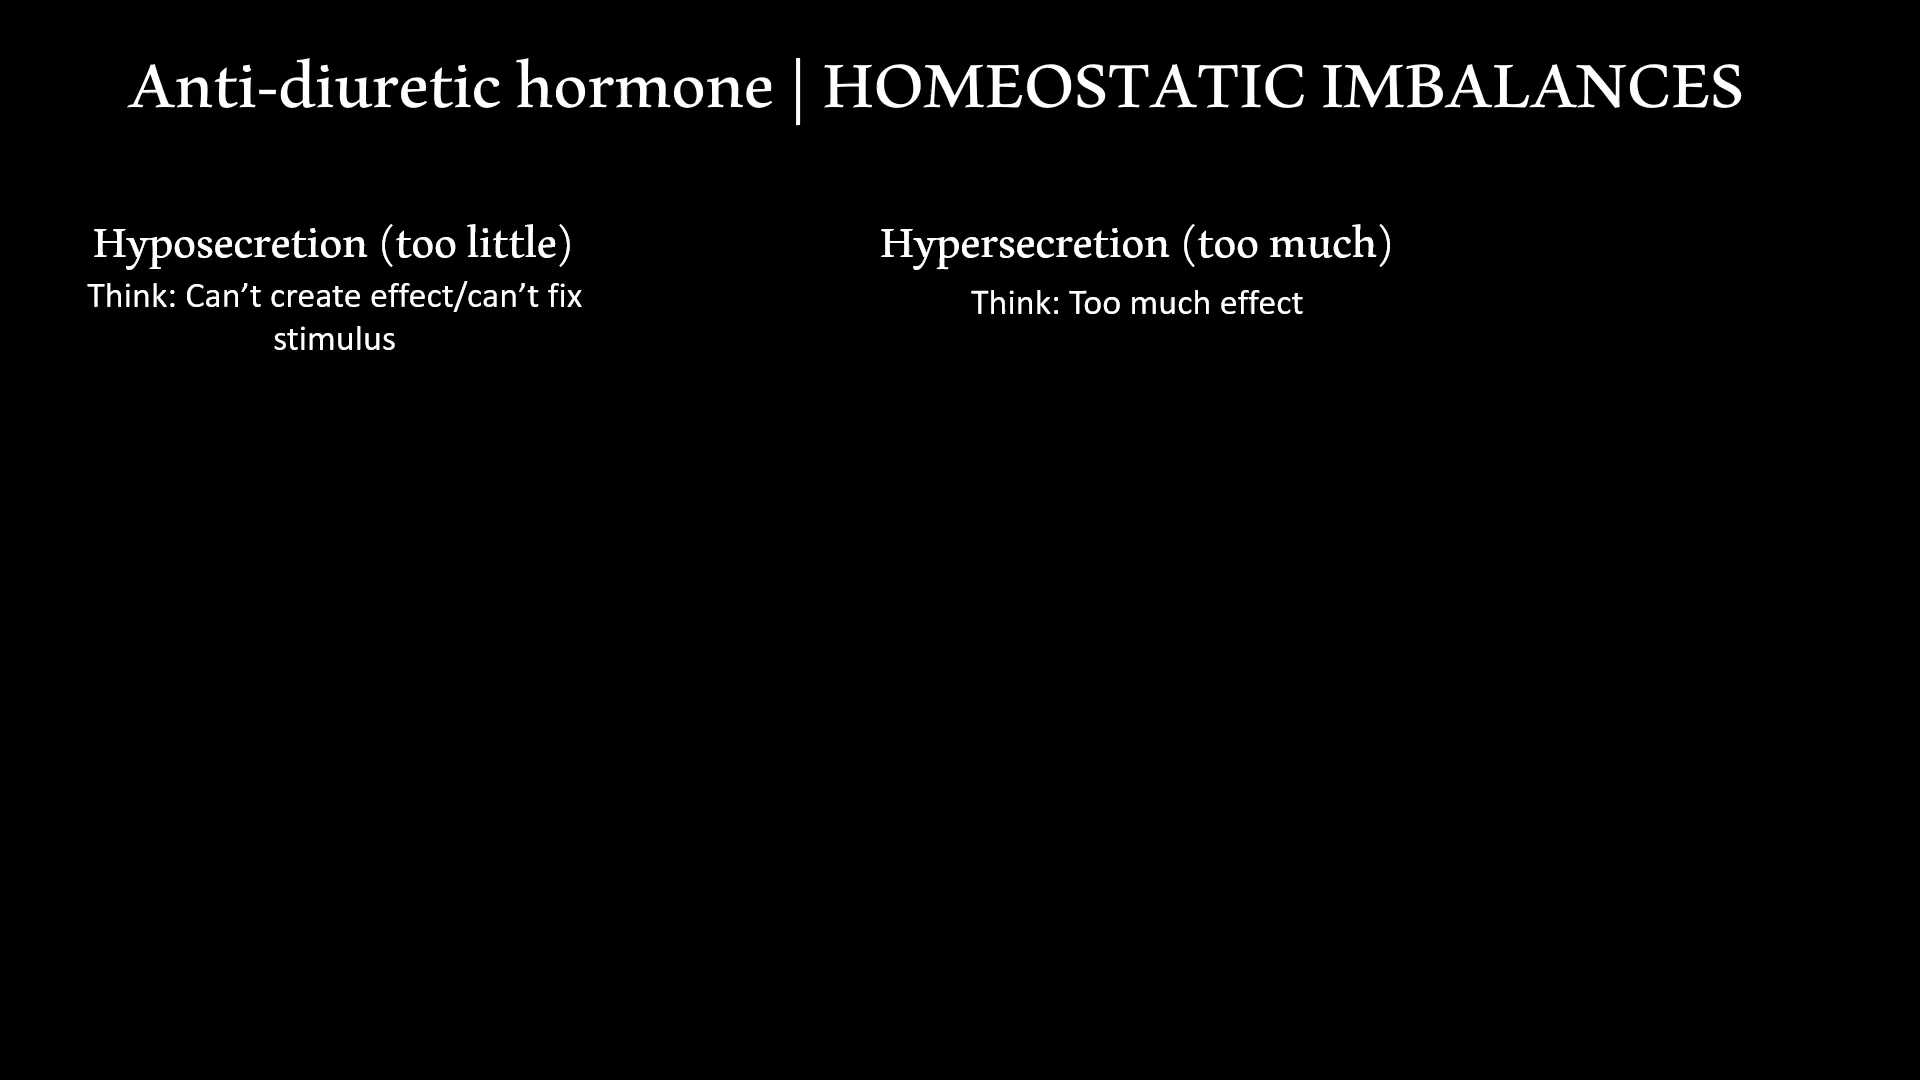 Anti-diuretic hormone | HOMEOSTATIC IMBALANCES
Hyposecretion (too little)
Think: Can’t create effect/can’t fix
stimulus
Hypersecretion (too much)
Think: Too much effect